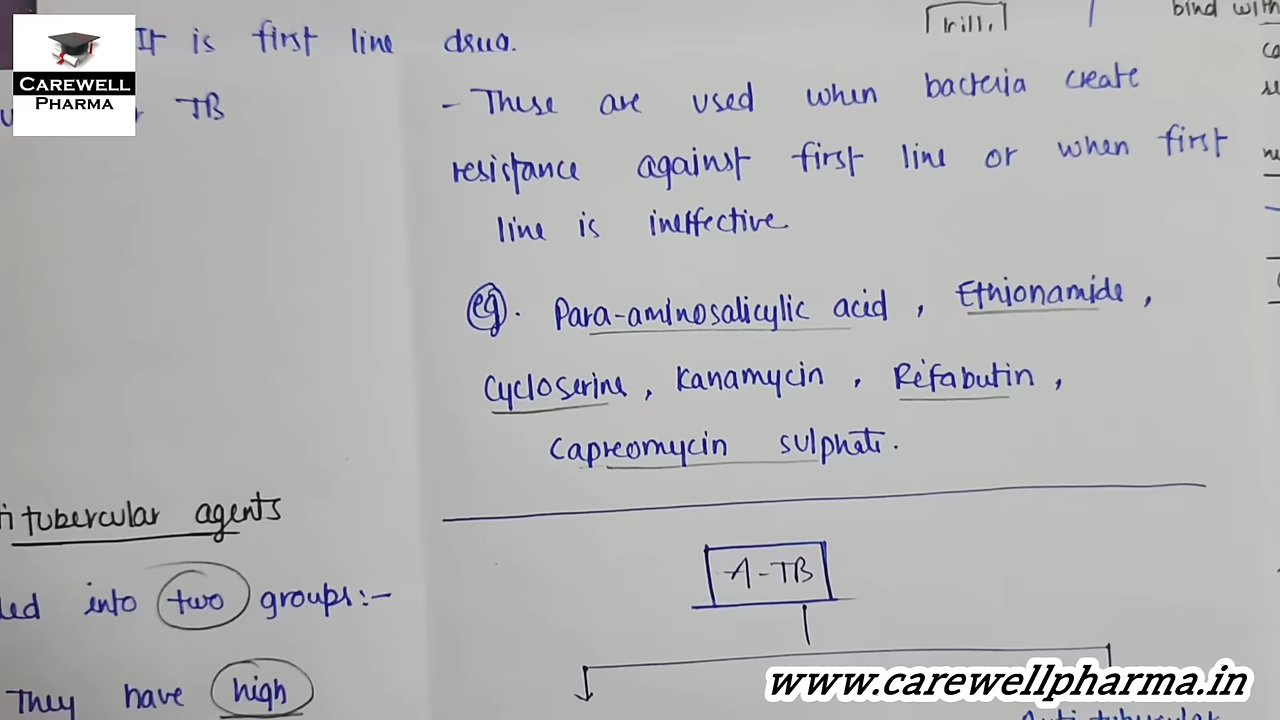 CAREWELL
PHARMA
It is first line drug.
TB
tubercular agents
into two groups:-
They have high
bind with
- These are used when bacteria create
resistance against first line or when first
line is ineffective
eg. Para-aminosalicylic acid, Ethionamide,
Cycloserine, Kanamycin, Rifabutin,
Capreomycin sulphate.
A-TB
www.carewellpharma.in